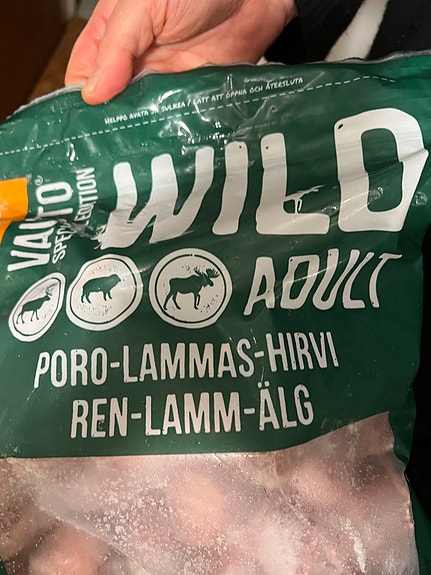 HELPPO AVATA JA SULKEA / LÄTT ATT ÖPPNA OCH ÅTERSLUTA
VAUTO®
SPECIAL EDITION
WILD
ADULT
PORO-LAMMAS-HIRVI
REN-LAMM-ÄLG